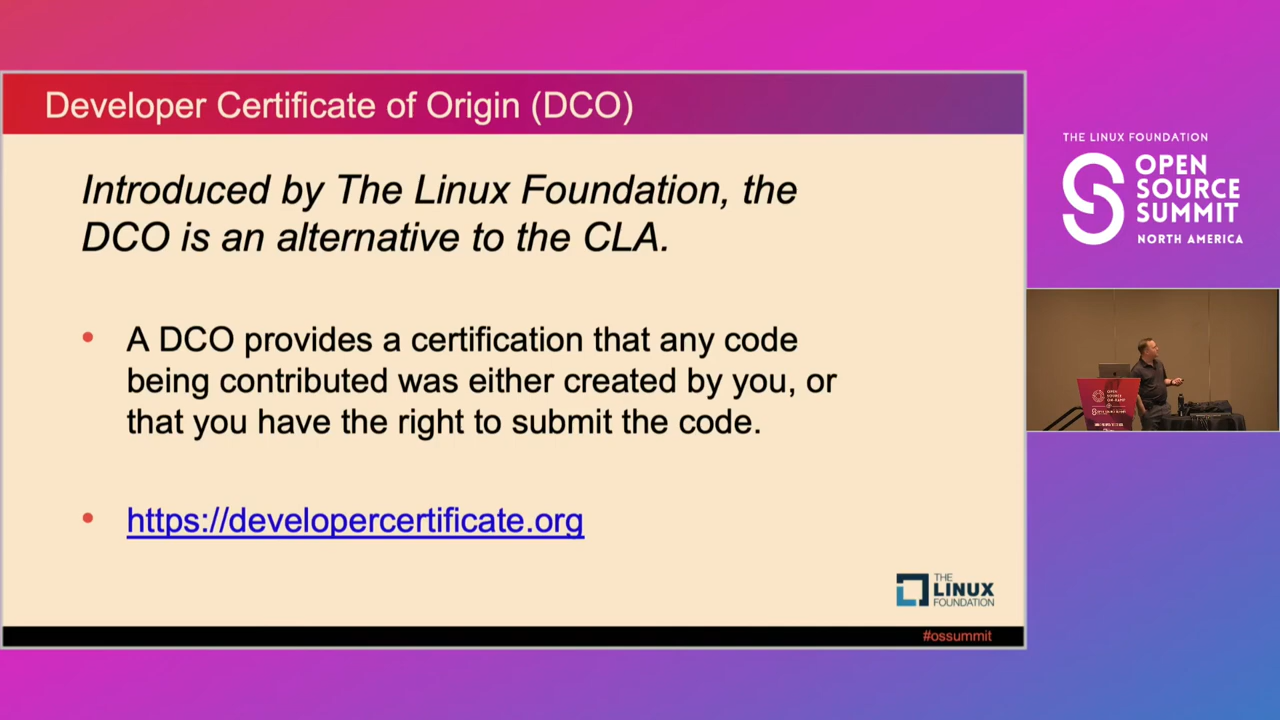 Developer Certificate of Origin (DCO)
Introduced by The Linux Foundation, the
DCO is an alternative to the CLA.
A DCO provides a certification that any code
being contributed was either created by you, or
that you have the right to submit the code.
https://developercertificate.org
THE
LINUX
FOUNDATION
#ossummit
THE LINUX FOUNDATION
OPEN
SOURCE
SUMMIT
NORTH AMERICA
OPEN
SOURCE